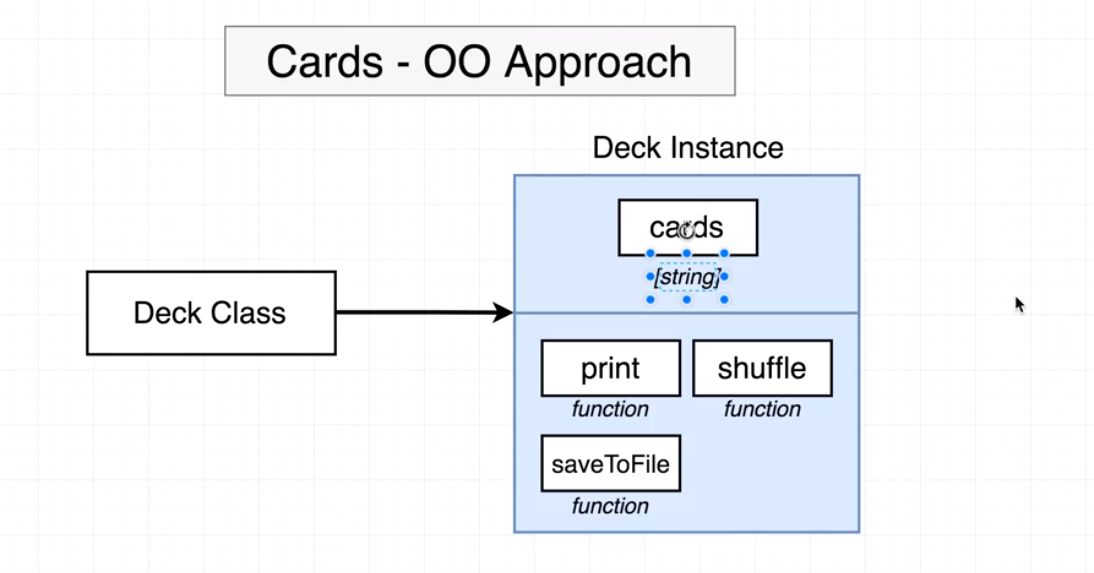 Cards - OO Approach
Deck Instance
cards
[string]
Deck Class
print
shuffle
function
function
saveToFile
function